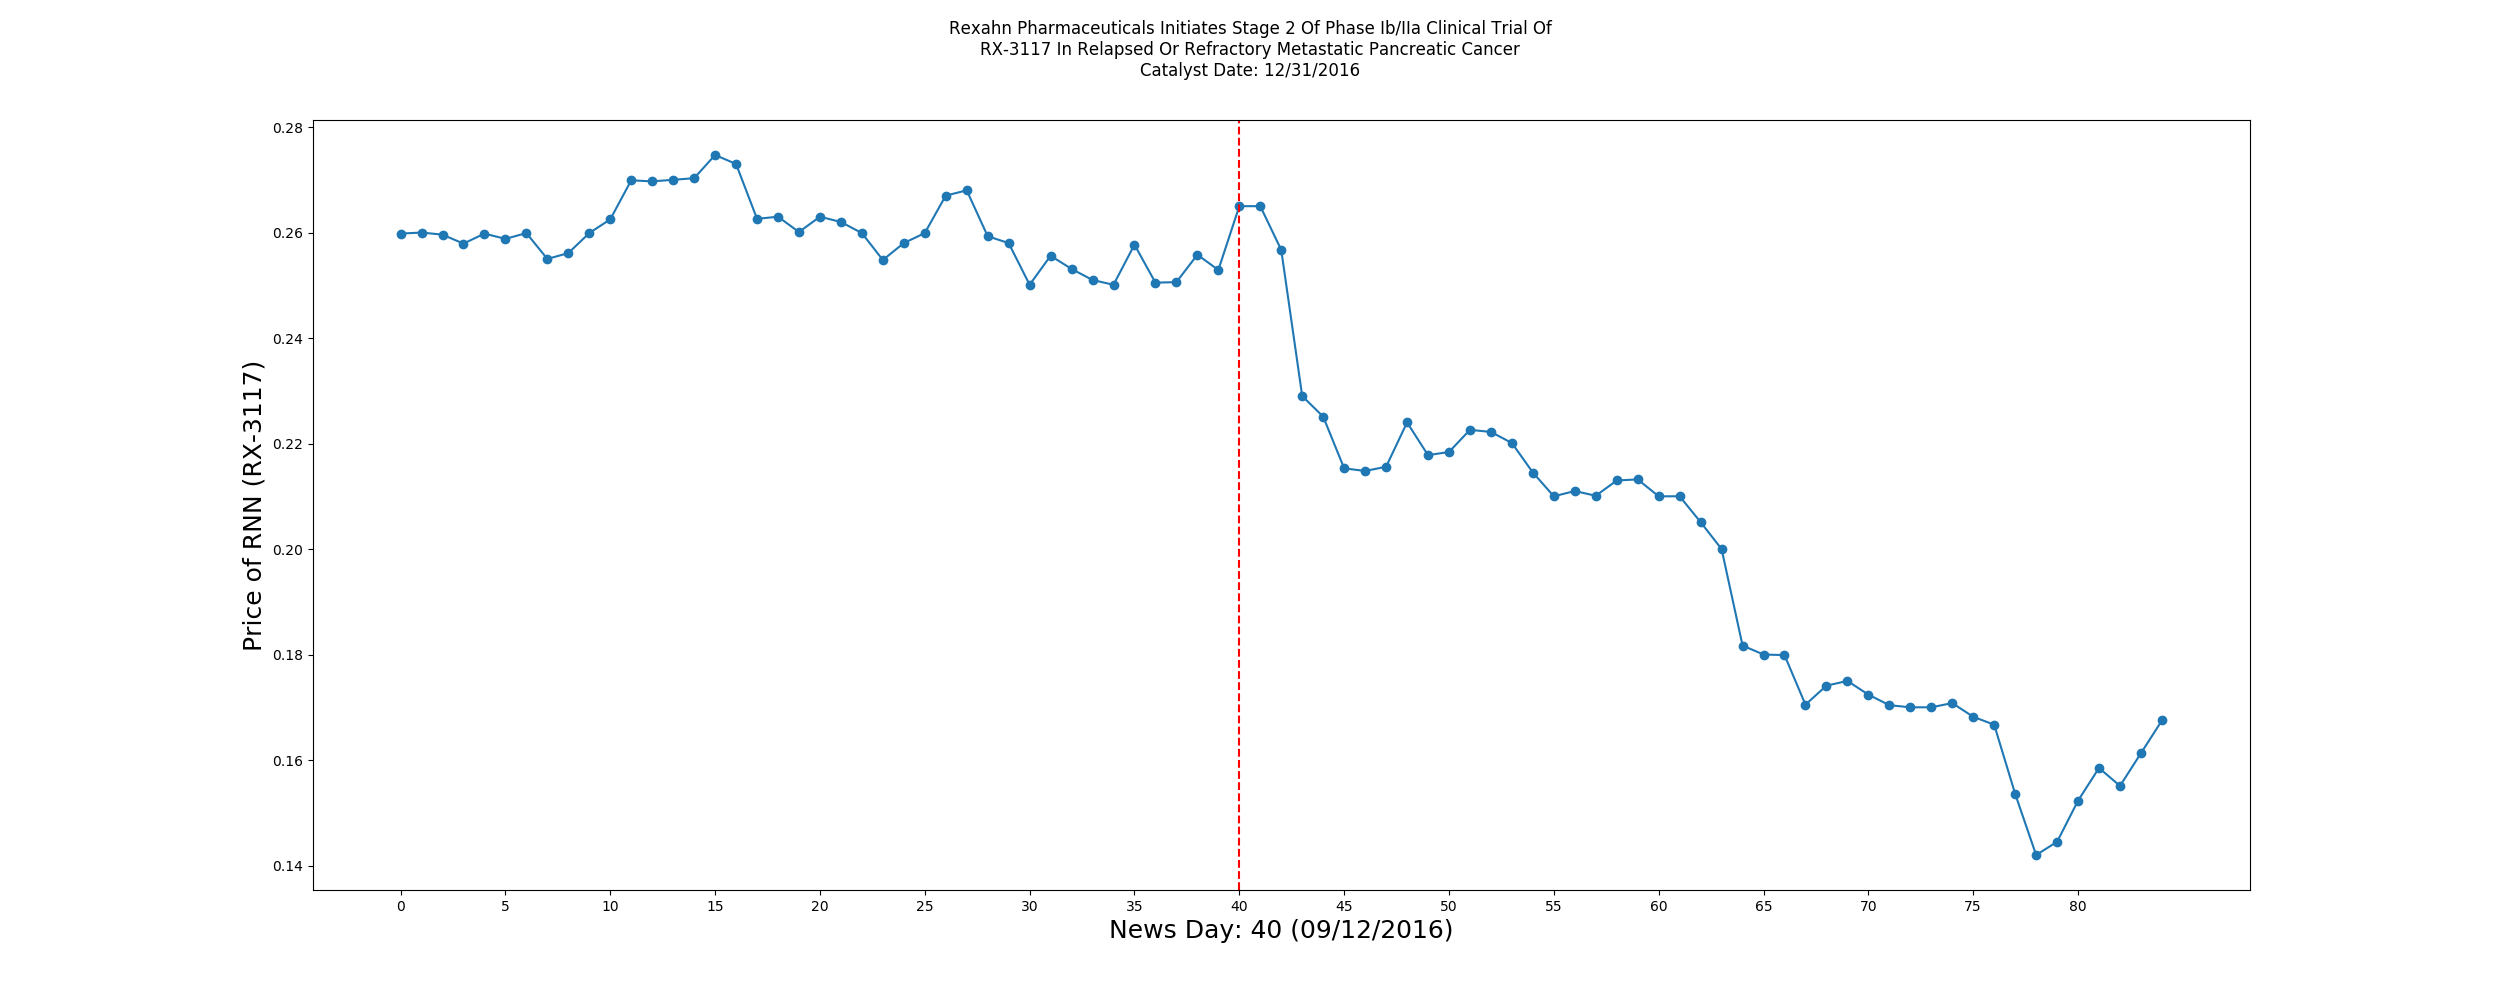 Rexahn Pharmaceuticals Initiates Stage 2 Of Phase Ib/IIa Clinical Trial Of
RX-3117 In Relapsed Or Refractory Metastatic Pancreatic Cancer
Catalyst Date: 12/31/2016
Price of RNN (RX-3117)
0.28
0.26
0.24
0.22
0.20
0.18
0.16
0.14
0 5 10 15 20 25 30 35 40 45 50 55 60 65 70 75 80
News Day: 40 (09/12/2016)